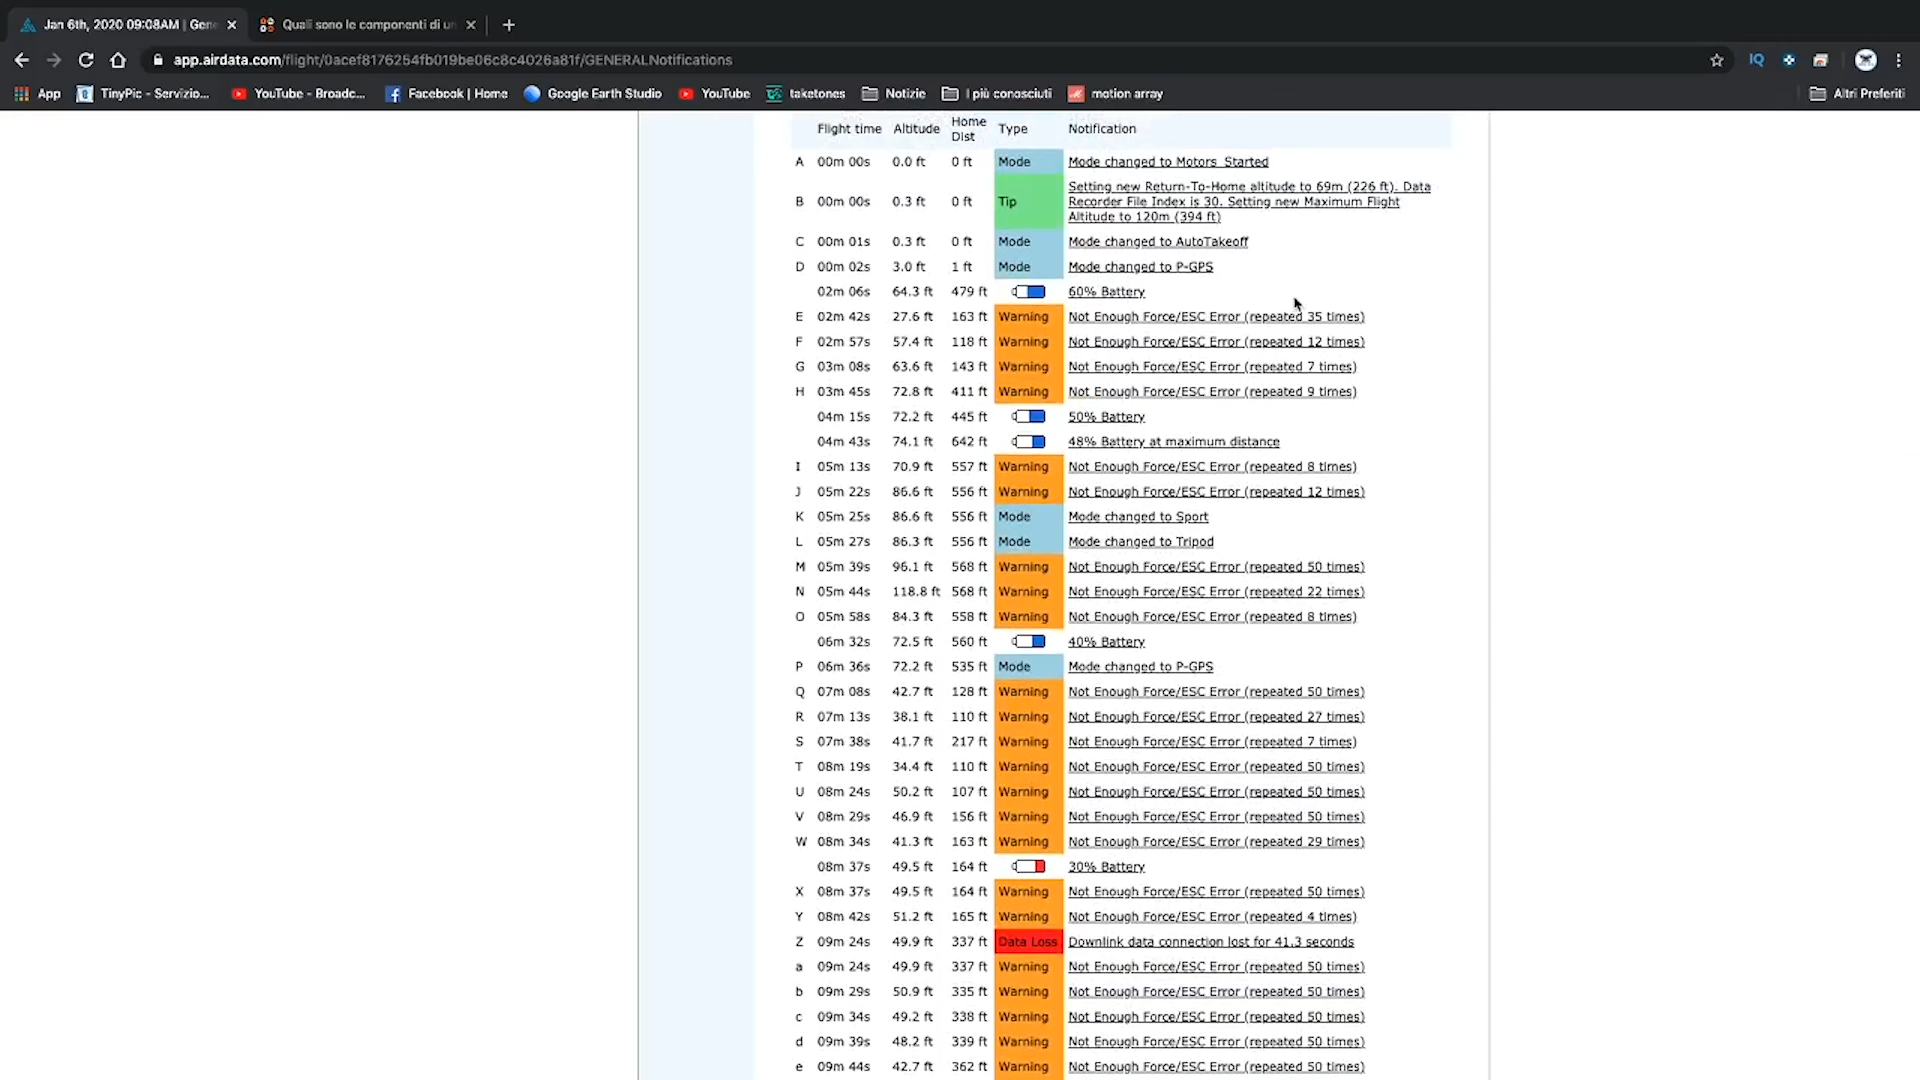 Jan 6th, 2020 09:08AM | Gene
Quali sono le componenti di un
app.airdata.com/flight/0acef8176254fb019be06c8c4026a81f/GENERALNotifications
IQ
App TinyPic - Servizio... YouTube - Broadc... Facebook | Home Google Earth Studio YouTube taketones Notizie I più conosciuti motion array Altri Preferiti
Flight time Altitude Home Dist Type Notification
A 00m 00s 0.0 ft 0 ft Mode Mode changed to Motors_Started
B 00m 00s 0.3 ft 0 ft Tip Setting new Return-To-Home altitude to 69m (226 ft). Data
Recorder File Index is 30. Setting new Maximum Flight
Altitude to 120m (394 ft)
C 00m 01s 0.3 ft 0 ft Mode Mode changed to AutoTakeoff
D 00m 02s 3.0 ft 1 ft Mode Mode changed to P-GPS
02m 06s 64.3 ft 479 ft 60% Battery
E 02m 42s 27.6 ft 163 ft Warning Not Enough Force/ESC Error (repeated 35 times)
F 02m 57s 57.4 ft 118 ft Warning Not Enough Force/ESC Error (repeated 12 times)
G 03m 08s 63.6 ft 143 ft Warning Not Enough Force/ESC Error (repeated 7 times)
H 03m 45s 72.8 ft 411 ft Warning Not Enough Force/ESC Error (repeated 9 times)
04m 15s 72.2 ft 445 ft 50% Battery
04m 43s 74.1 ft 642 ft 48% Battery at maximum distance
I 05m 13s 70.9 ft 557 ft Warning Not Enough Force/ESC Error (repeated 8 times)
J 05m 22s 86.6 ft 556 ft Warning Not Enough Force/ESC Error (repeated 12 times)
K 05m 25s 86.6 ft 556 ft Mode Mode changed to Sport
L 05m 27s 86.3 ft 556 ft Mode Mode changed to Tripod
M 05m 39s 96.1 ft 568 ft Warning Not Enough Force/ESC Error (repeated 50 times)
N 05m 44s 118.8 ft 568 ft Warning Not Enough Force/ESC Error (repeated 22 times)
O 05m 58s 84.3 ft 558 ft Warning Not Enough Force/ESC Error (repeated 8 times)
06m 32s 72.5 ft 560 ft 40% Battery
P 06m 36s 72.2 ft 535 ft Mode Mode changed to P-GPS
Q 07m 08s 42.7 ft 128 ft Warning Not Enough Force/ESC Error (repeated 50 times)
R 07m 13s 38.1 ft 110 ft Warning Not Enough Force/ESC Error (repeated 27 times)
S 07m 38s 41.7 ft 217 ft Warning Not Enough Force/ESC Error (repeated 7 times)
T 08m 19s 34.4 ft 110 ft Warning Not Enough Force/ESC Error (repeated 50 times)
U 08m 24s 50.2 ft 107 ft Warning Not Enough Force/ESC Error (repeated 50 times)
V 08m 29s 46.9 ft 156 ft Warning Not Enough Force/ESC Error (repeated 50 times)
W 08m 34s 41.3 ft 163 ft Warning Not Enough Force/ESC Error (repeated 29 times)
08m 37s 49.5 ft 164 ft 30% Battery
X 08m 37s 49.5 ft 164 ft Warning Not Enough Force/ESC Error (repeated 50 times)
Y 08m 42s 51.2 ft 165 ft Warning Not Enough Force/ESC Error (repeated 4 times)
Z 09m 24s 49.9 ft 337 ft Data Loss Downlink data connection lost for 41.3 seconds
a 09m 24s 49.9 ft 337 ft Warning Not Enough Force/ESC Error (repeated 50 times)
b 09m 29s 50.9 ft 335 ft Warning Not Enough Force/ESC Error (repeated 50 times)
c 09m 34s 49.2 ft 338 ft Warning Not Enough Force/ESC Error (repeated 50 times)
d 09m 39s 48.2 ft 339 ft Warning Not Enough Force/ESC Error (repeated 50 times)
e 09m 44s 42.7 ft 362 ft Warning Not Enough Force/ESC Error (repeated 50 times)